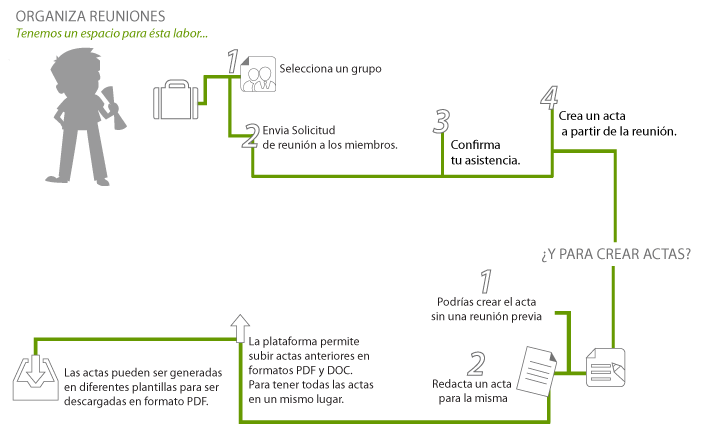 ORGANIZA REUNIONES
Tenemos un espacio para ésta labor...
1
Selecciona un grupo
2
Envia Solicitud
de reunión a los miembros.
3
Confirma
tu asistencia.
4
Crea un acta
a partir de la reunión.
¿Y PARA CREAR ACTAS?
1
Podrías crear el acta
sin una reunión previa
2
Redacta un acta
para la misma
La plataforma permite
subir actas anteriores en
formatos PDF y DOC.
Para tener todas las actas
en un mismo lugar.
Las actas pueden ser generadas
en diferentes plantillas para ser
descargadas en formato PDF.